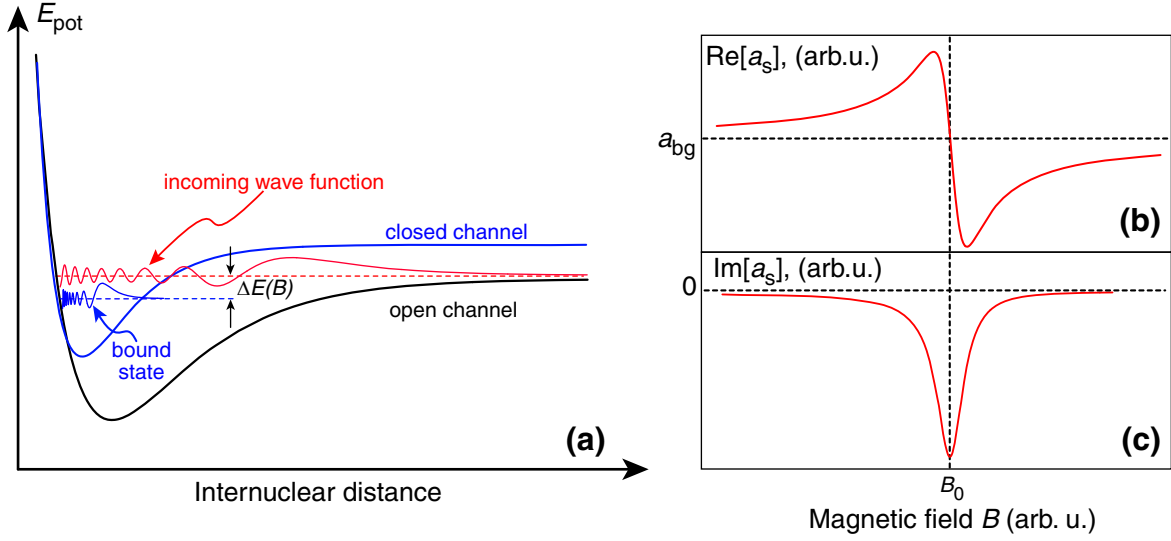 E_pot
incoming wave function
closed channel
ΔE(B)
open channel
bound
state
(a)
Internuclear distance
Re[a_s], (arb.u.)
a_bg
(b)
Im[a_s], (arb.u.)
0
(c)
B_0
Magnetic field B (arb. u.)